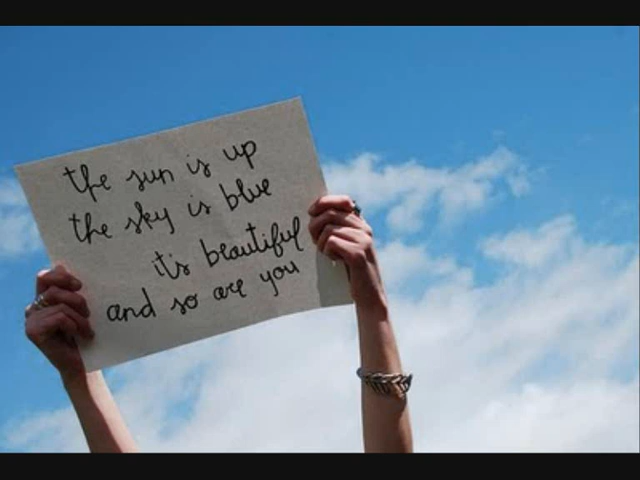 the sun is up
the sky is blue
it's beautiful
and so are you